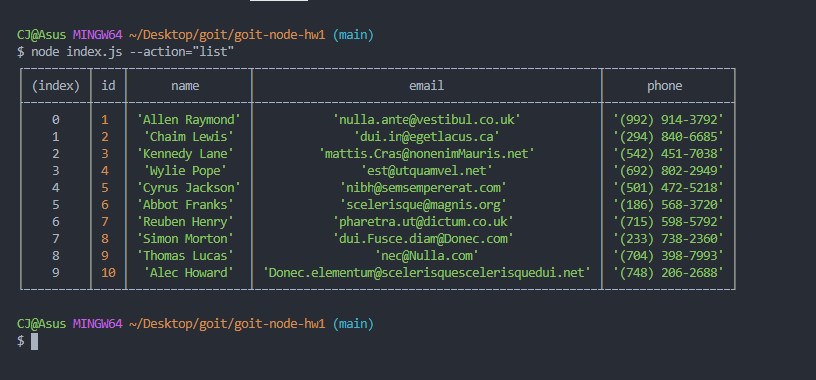 CJ@Asus MINGW64 ~/Desktop/goit/goit-node-hw1 (main)
$ node index.js --action="list"
(index) id name email phone
0 1 'Allen Raymond' 'nulla.ante@vestibul.co.uk' '(992) 914-3792'
1 2 'Chaim Lewis' 'dui.in@egetlacus.ca' '(294) 840-6685'
2 3 'Kennedy Lane' 'mattis.Cras@nonenimMauris.net' '(542) 451-7038'
3 4 'Wylie Pope' 'est@utquamvel.net' '(692) 802-2949'
4 5 'Cyrus Jackson' 'nibh@semsempererat.com' '(501) 472-5218'
5 6 'Abbot Franks' 'scelerisque@magnis.org' '(186) 568-3720'
6 7 'Reuben Henry' 'pharetra.ut@dictum.co.uk' '(715) 598-5792'
7 8 'Simon Morton' 'dui.Fusce.diam@Donec.com' '(233) 738-2360'
8 9 'Thomas Lucas' 'nec@Nulla.com' '(704) 398-7993'
9 10 'Alec Howard' 'Donec.elementum@scelerisquescelerisquedui.net' '(748) 206-2688'
CJ@Asus MINGW64 ~/Desktop/goit/goit-node-hw1 (main)
$